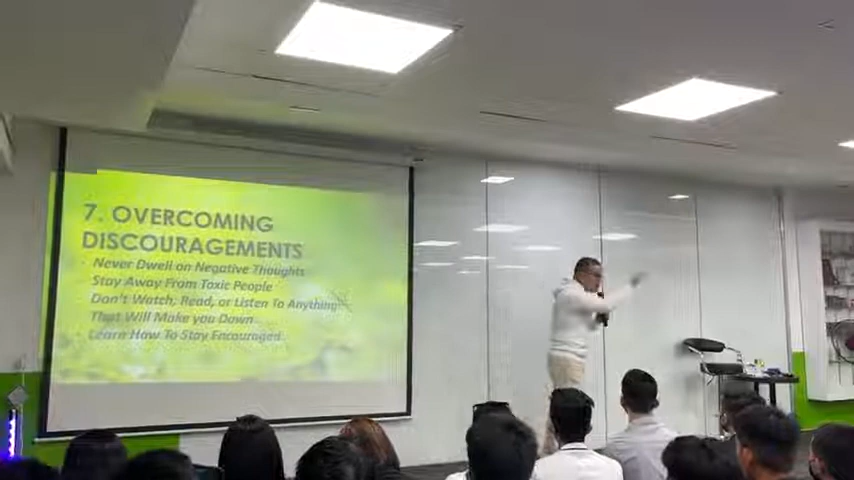 7. OVERCOMING
DISCOURAGEMENTS
Never Dwell on Negative Thoughts
Stay Away From Toxic People
Don't Watch, Read, or Listen To Anything
That Will Make you Down
Learn How To Stay Encouraged.